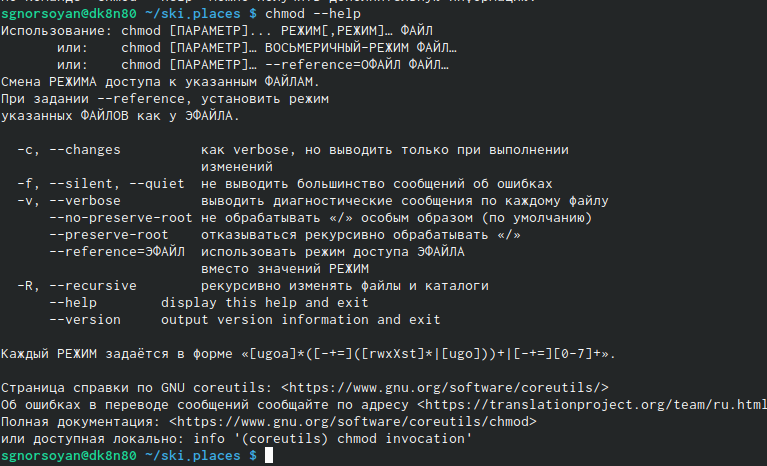 sgnorsoyan@dk8n80 ~/ski.places $ chmod --help
Использование: chmod [ПАРАМЕТР]... РЕЖИМ[,РЕЖИМ]… ФАЙЛ
или: chmod [ПАРАМЕТР]… ВОСЬМЕРИЧНЫЙ-РЕЖИМ ФАЙЛ…
или: chmod [ПАРАМЕТР]… --reference=ОФАЙЛ ФАЙЛ…
Смена РЕЖИМА доступа к указанным ФАЙЛАМ.
При задании --reference, установить режим
указанных ФАЙЛОВ как у ЭФАЙЛА.
-c, --changes как verbose, но выводить только при выполнении
изменений
-f, --silent, --quiet не выводить большинство сообщений об ошибках
-v, --verbose выводить диагностические сообщения по каждому файлу
--no-preserve-root не обрабатывать «/» особым образом (по умолчанию)
--preserve-root отказываться рекурсивно обрабатывать «/»
--reference=ЭФАЙЛ использовать режим доступа ЭФАЙЛА
вместо значений РЕЖИМ
-R, --recursive рекурсивно изменять файлы и каталоги
--help display this help and exit
--version output version information and exit
Каждый РЕЖИМ задаётся в форме «[ugoa]*([-+=]([rwxXst]*|[ugo]))+|[-+=][0-7]+».
Страница справки по GNU coreutils: <https://www.gnu.org/software/coreutils/>
Об ошибках в переводе сообщений сообщайте по адресу <https://translationproject.org/team/ru.html
Полная документация: <https://www.gnu.org/software/coreutils/chmod>
или доступная локально: info '(coreutils) chmod invocation'
sgnorsoyan@dk8n80 ~/ski.places $